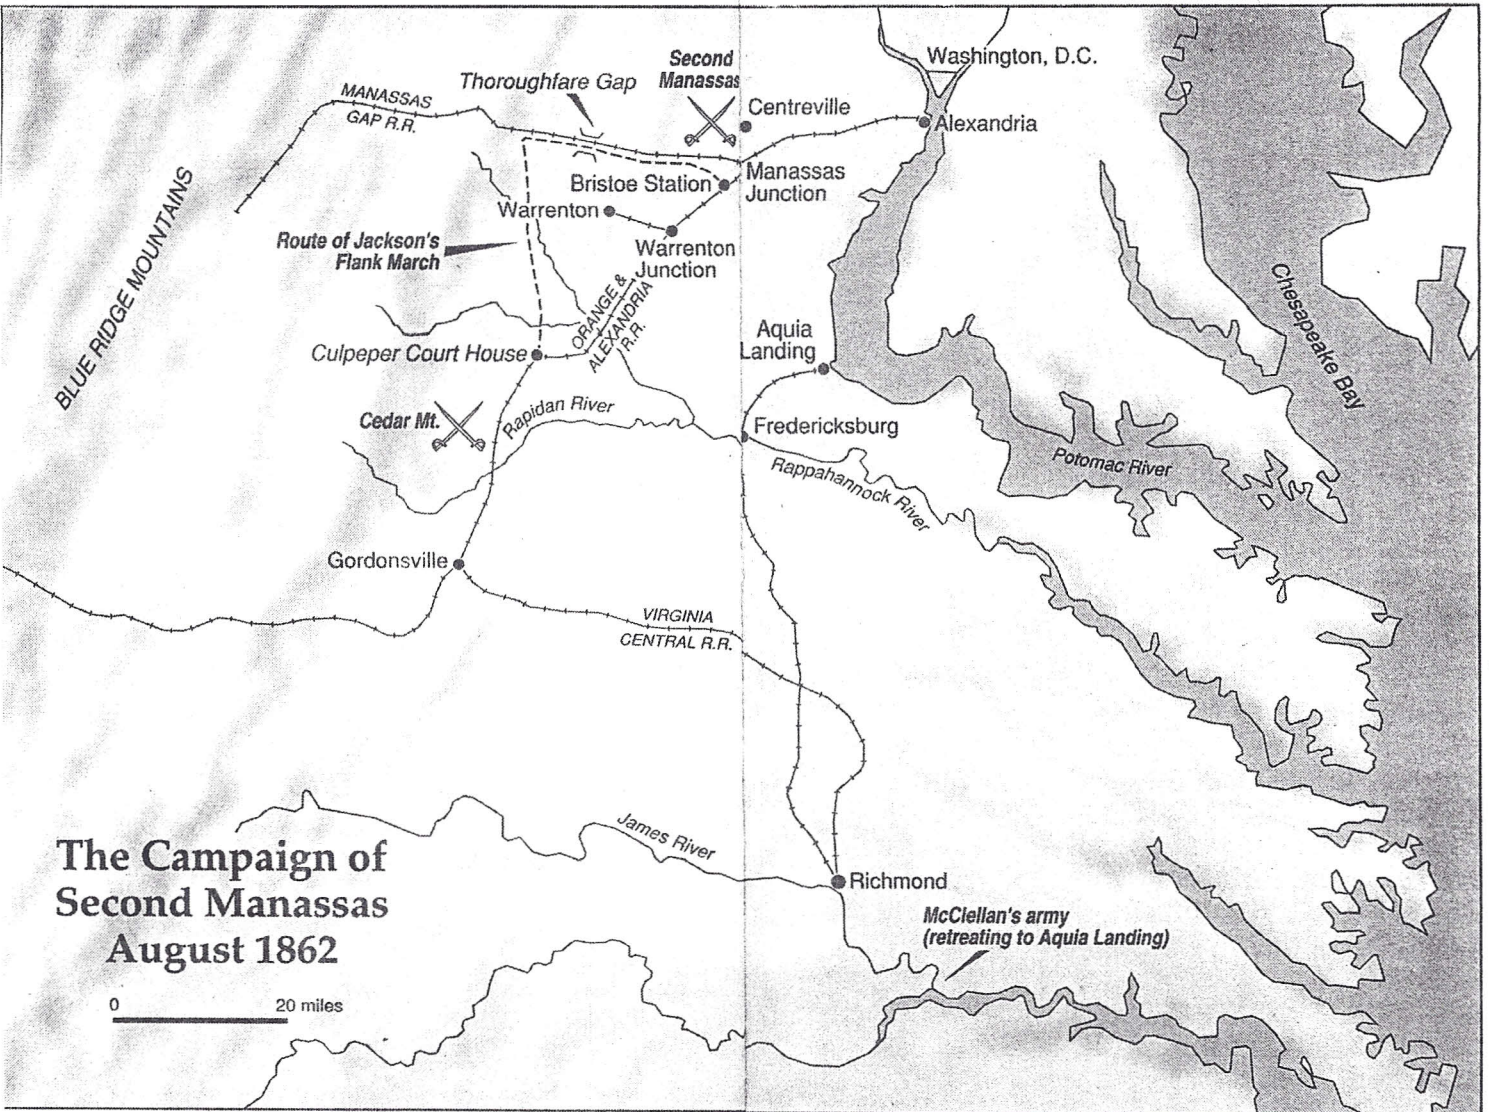 Second
Manassas
Washington, D.C.
Thoroughfare Gap
MANASSAS
GAP R.R.
Centreville
Alexandria
Manassas
Junction
Bristoe Station
Warrenton
Warrenton
Junction
Route of Jackson's
Flank March
BLUE RIDGE MOUNTAINS
ORANGE &
ALEXANDRIA
R.R.
Chesapeake Bay
Aquia
Landing
Culpeper Court House
Cedar Mt.
Rapidan River
Fredericksburg
Rappahannock River
Potomac River
Gordonsville
VIRGINIA
CENTRAL R.R.
James River
Richmond
The Campaign of
Second Manassas
August 1862
McClellan's army
(retreating to Aquia Landing)
0 20 miles